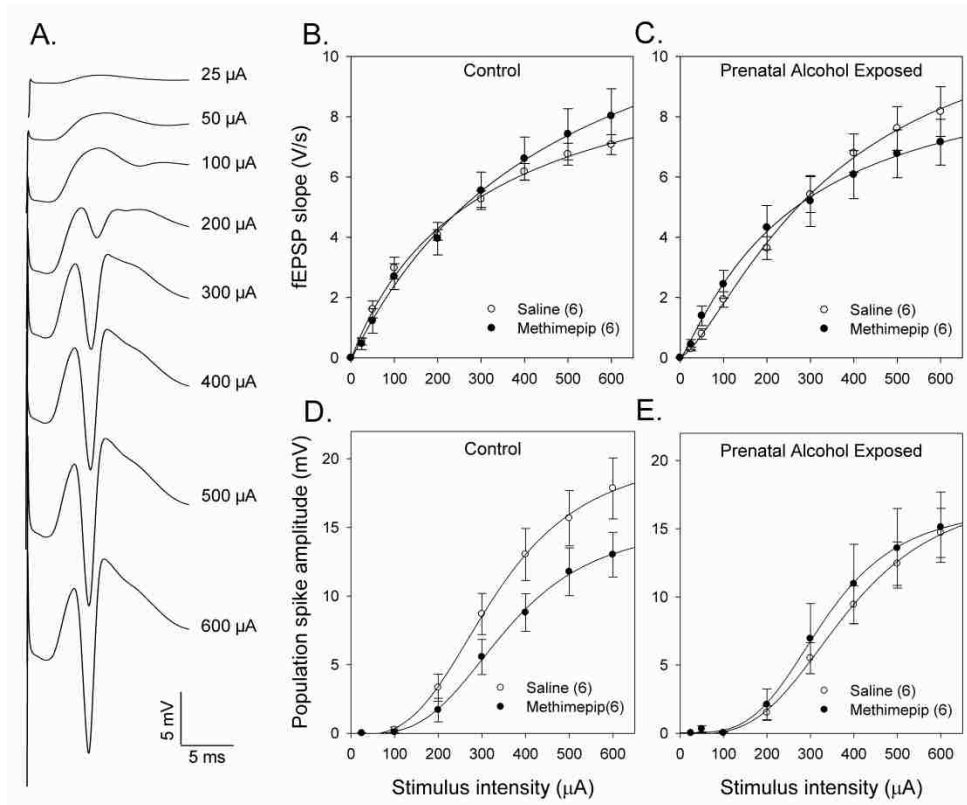 A.
25 µA
50 µA
100 µA
200 µA
300 µA
400 µA
500 µA
600 µA
5 mV
5 ms
B.
Control
fEPSP slope (V/s)
10
8
6
4
2
0
Saline (6)
Methimepip (6)
0 100 200 300 400 500 600
C.
Prenatal Alcohol Exposed
10
8
6
4
2
0
Saline (6)
Methimepip (6)
0 100 200 300 400 500 600
D.
Control
Population spike amplitude (mV)
20
15
10
5
0
Saline (6)
Methimepip(6)
0 100 200 300 400 500 600
Stimulus intensity (µA)
E.
Prenatal Alcohol Exposed
20
15
10
5
0
Saline (6)
Methimepip (6)
0 100 200 300 400 500 600
Stimulus intensity (µA)